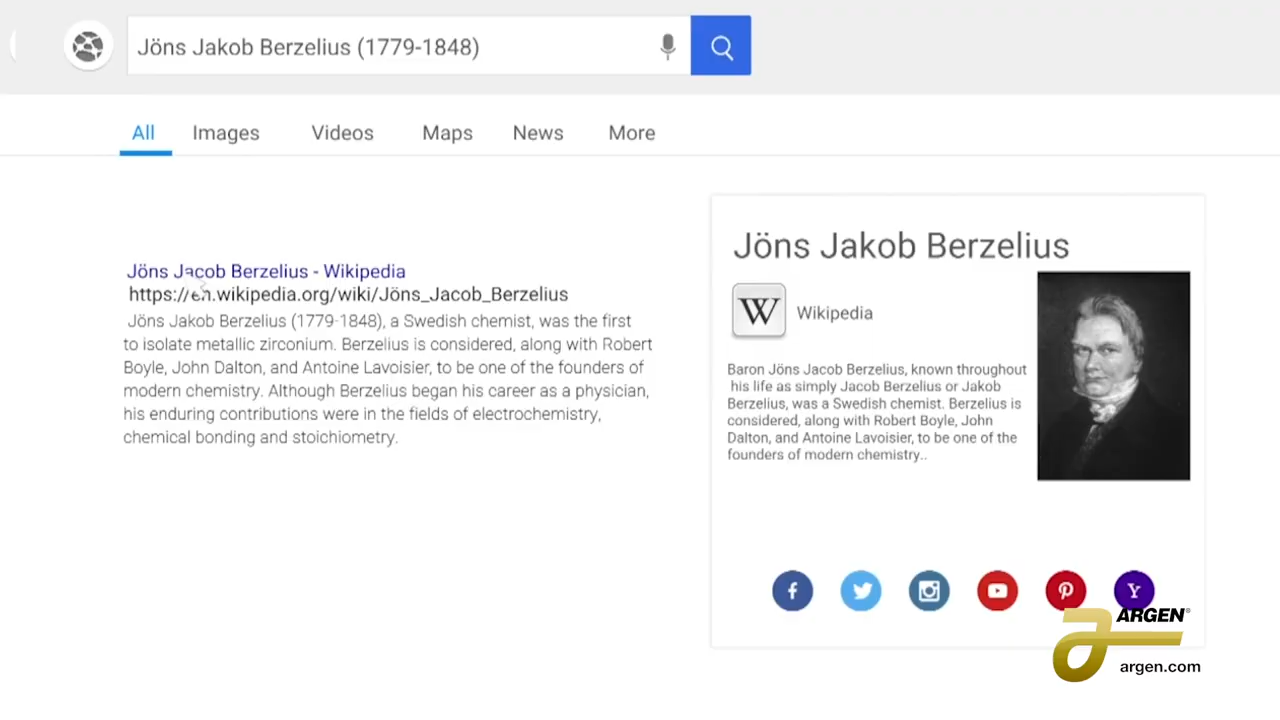 Jöns Jakob Berzelius (1779-1848)
All Images Videos Maps News More
Jöns Jacob Berzelius - Wikipedia
https://en.wikipedia.org/wiki/Jöns_Jacob_Berzelius
Jöns Jakob Berzelius (1779-1848), a Swedish chemist, was the first
to isolate metallic zirconium. Berzelius is considered, along with Robert
Boyle, John Dalton, and Antoine Lavoisier, to be one of the founders of
modern chemistry. Although Berzelius began his career as a physician,
his enduring contributions were in the fields of electrochemistry,
chemical bonding and stoichiometry.
Jöns Jakob Berzelius
W Wikipedia
Baron Jöns Jacob Berzelius, known throughout
his life as simply Jacob Berzelius or Jakob
Berzelius, was a Swedish chemist. Berzelius is
considered, along with Robert Boyle, John
Dalton, and Antoine Lavoisier, to be one of the
founders of modern chemistry..
ARGEN®
argen.com